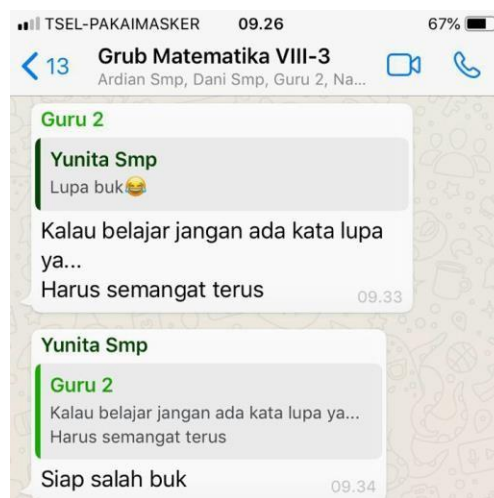 TSEL-PAKAIMASKER 09.26 67%
13 Grub Matematika VIII-3
Ardian Smp, Dani Smp, Guru 2, Na...
Guru 2
Yunita Smp
Lupa buk😂
Kalau belajar jangan ada kata lupa
ya...
Harus semangat terus 09.33
Yunita Smp
Guru 2
Kalau belajar jangan ada kata lupa ya...
Harus semangat terus
Siap salah buk 09.34